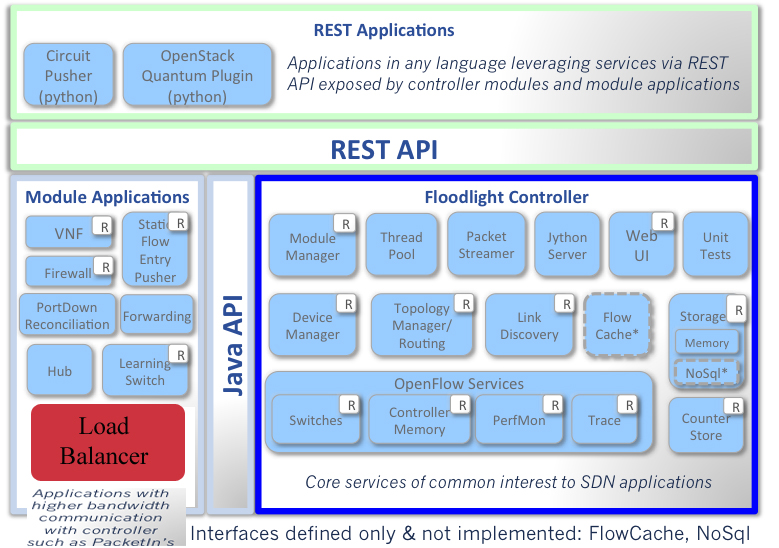 REST Applications
Circuit
Pusher
(python)
OpenStack
Quantum Plugin
(python)
Applications in any language leveraging services via REST
API exposed by controller modules and module applications
REST API
Module Applications
VNF
R
Static
Flow
Entry
Pusher
R
Firewall
R
PortDown
Reconciliation
Forwarding
Hub
Learning
Switch
R
Load
Balancer
Applications with
higher bandwidth
communication
with controller
such as PacketIn's
Java API
Floodlight Controller
Module
Manager
R
Thread
Pool
Packet
Streamer
Jython
Server
Web
UI
R
Unit
Tests
Device
Manager
R
Topology
Manager/
Routing
R
Link
Discovery
R
Flow
Cache*
Storage
R
Memory
NoSql*
OpenFlow Services
Switches
R
Controller
Memory
R
PerfMon
R
Trace
R
Counter
Store
R
Core services of common interest to SDN applications
Interfaces defined only & not implemented: FlowCache, NoSql